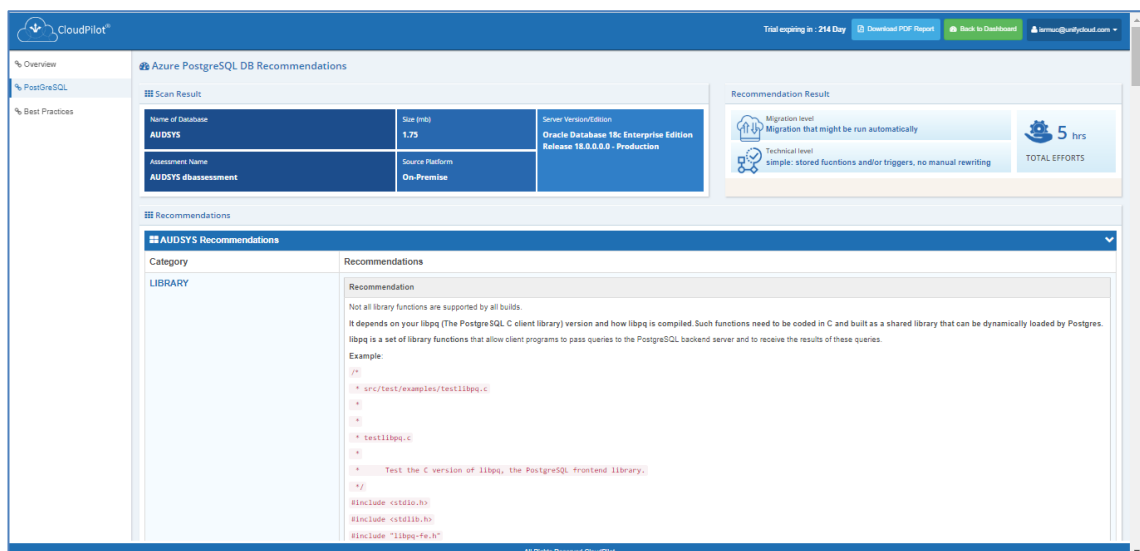 CloudPilot®
Trial expiring in : 214 Day
Download PDF Report
Back to Dashboard
Overview
PostGreSQL
Best Practices
Azure PostgreSQL DB Recommendations
Scan Result
Name of Database
AUDSYS
Size (mb)
1.75
Server Version/Edition
Oracle Database 18c Enterprise Edition
Release 18.0.0.0.0 - Production
Assessment Name
AUDSYS dbassessment
Source Platform
On-Premise
Recommendation Result
Migration level
Migration that might be run automatically
Technical level
simple: stored fucntions and/or triggers, no manual rewriting
5 hrs
TOTAL EFFORTS
Recommendations
AUDSYS Recommendations
Category
Recommendations
LIBRARY
Recommendation
Not all library functions are supported by all builds.
It depends on your libpq (The PostgreSQL C client library) version and how libpq is compiled.Such functions need to be coded in C and built as a shared library that can be dynamically loaded by Postgres.
libpq is a set of library functions that allow client programs to pass queries to the PostgreSQL backend server and to receive the results of these queries.
Example:
/*
* src/test/examples/testlibpq.c
*
*
* testlibpq.c
*
* Test the C version of libpq, the PostgreSQL frontend library.
*/
#include <stdio.h>
#include <stdlib.h>
#include "libpq-fe.h"